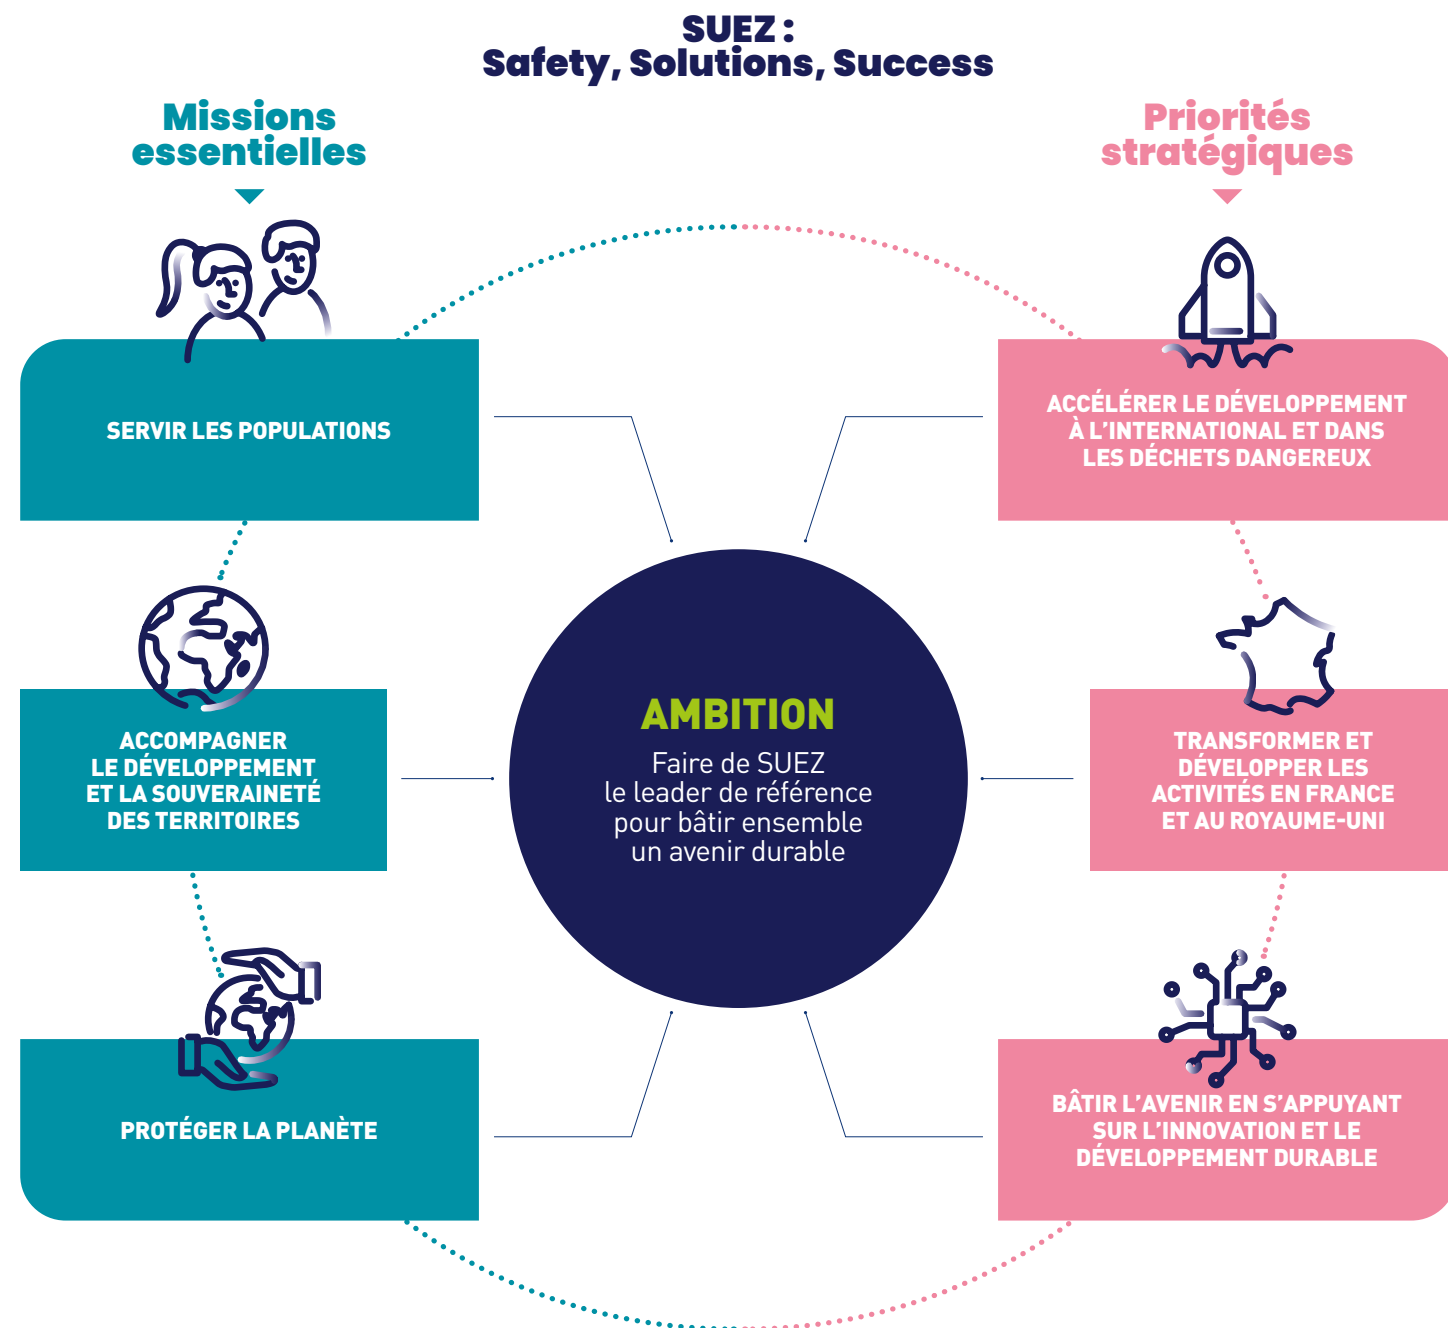 SUEZ :
Safety, Solutions, Success
Missions
essentielles
SERVIR LES POPULATIONS
ACCOMPAGNER
LE DÉVELOPPEMENT
ET LA SOUVERAINETÉ
DES TERRITOIRES
PROTÉGER LA PLANÈTE
AMBITION
Faire de SUEZ
le leader de référence
pour bâtir ensemble
un avenir durable
Priorités
stratégiques
ACCÉLÉRER LE DÉVELOPPEMENT
À L'INTERNATIONAL ET DANS
LES DÉCHETS DANGEREUX
TRANSFORMER ET
DÉVELOPPER LES
ACTIVITÉS EN FRANCE
ET AU ROYAUME-UNI
BÂTIR L'AVENIR EN S'APPUYANT
SUR L'INNOVATION ET LE
DÉVELOPPEMENT DURABLE